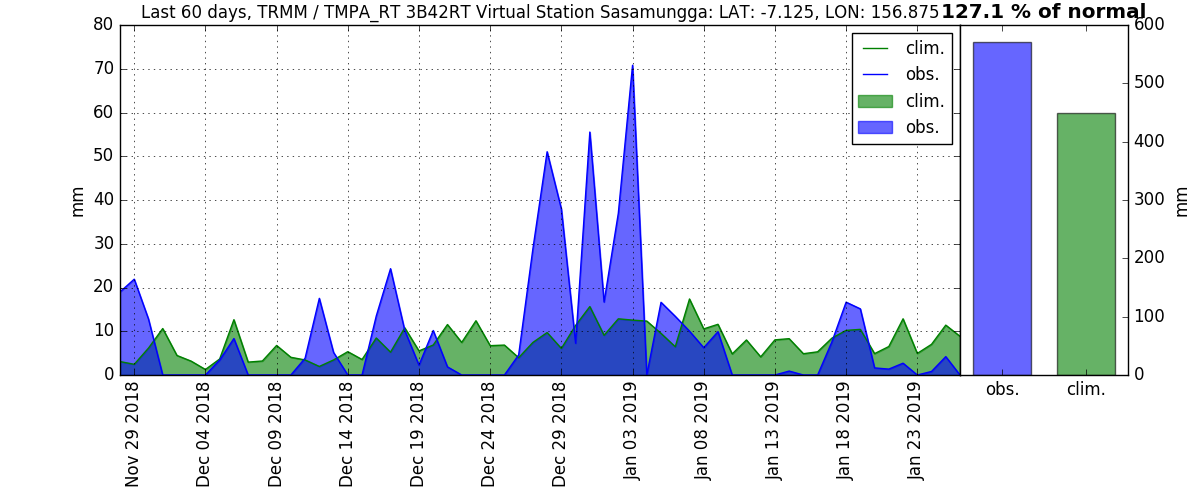 Last 60 days, TRMM / TMPA_RT 3B42RT Virtual Station Sasamungga: LAT: -7.125, LON: 156.875
127.1 % of normal
80
70
60
50
40
30
20
10
0
mm
clim.
obs.
clim.
obs.
Nov 29 2018
Dec 04 2018
Dec 09 2018
Dec 14 2018
Dec 19 2018
Dec 24 2018
Dec 29 2018
Jan 03 2019
Jan 08 2019
Jan 13 2019
Jan 18 2019
Jan 23 2019
600
500
400
300
200
100
0
mm
obs.
clim.